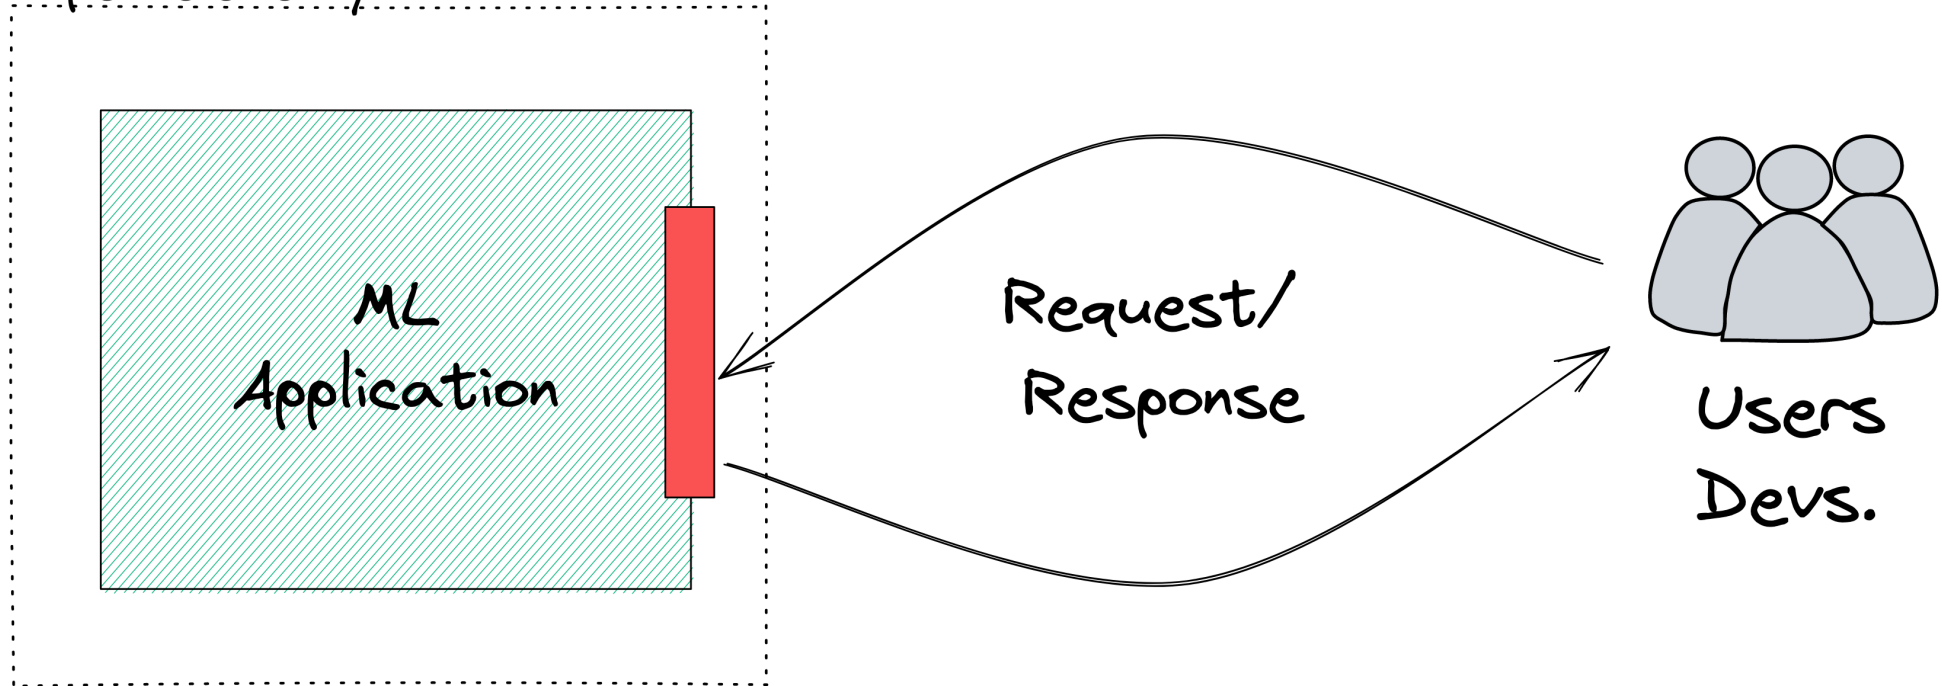 ML
Application
Request/
Response
Users
Devs.